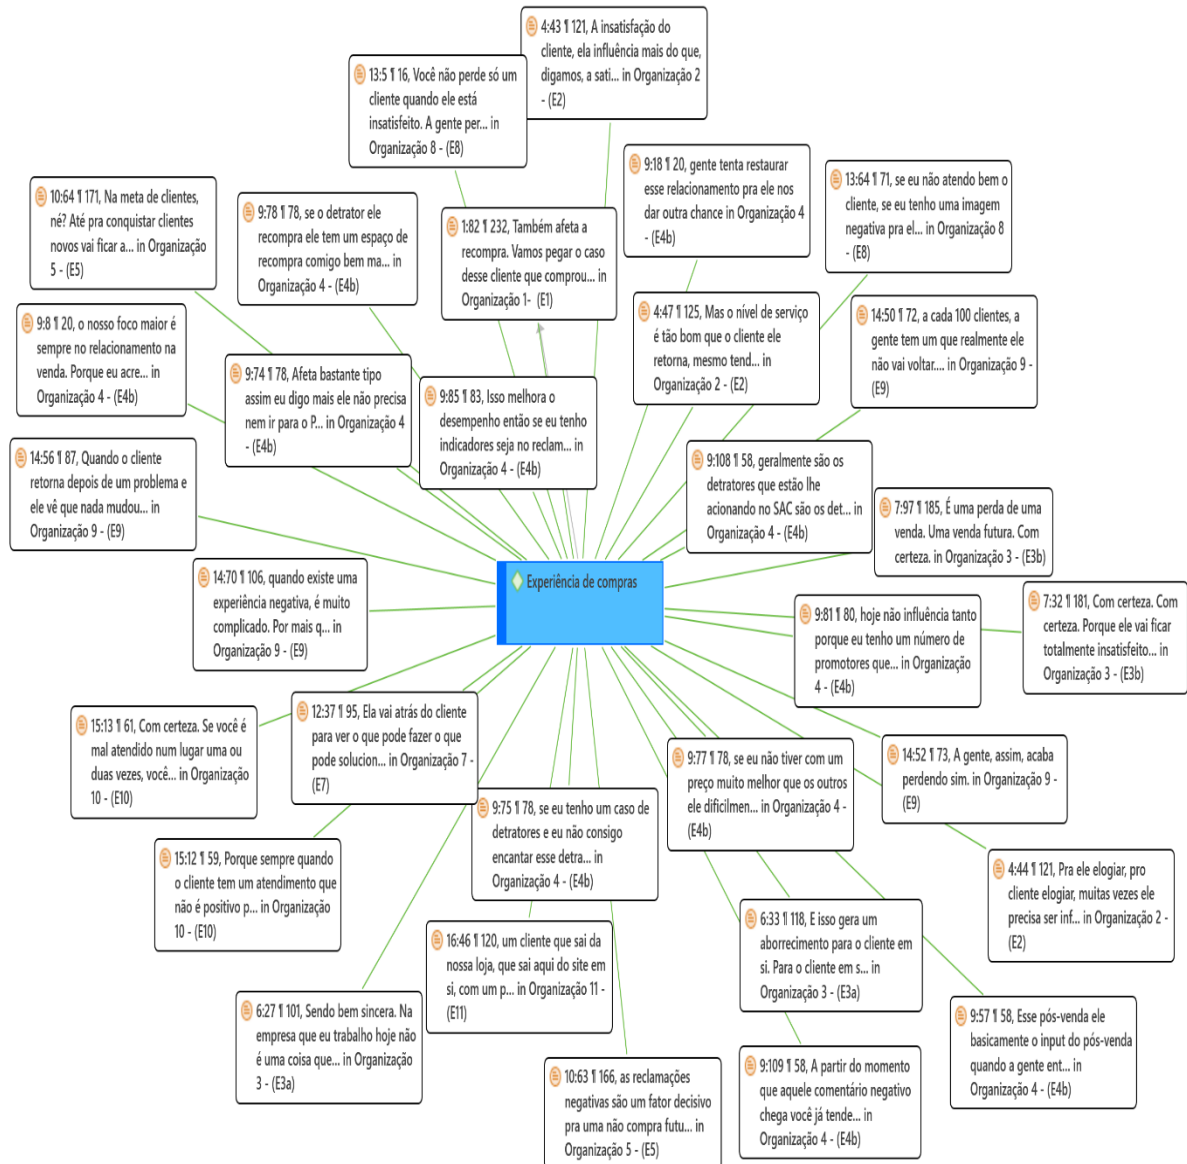 4:43 ¶ 121, A insatisfação do
cliente, ela influência mais do que,
digamos, a sati... in Organização 2
- (E2)
13:5 ¶ 16, Você não perde só um
cliente quando ele está
insatisfeito. A gente per... in
Organização 8 - (E8)
9:18 ¶ 20, gente tenta restaurar
esse relacionamento pra ele nos
dar outra chance in Organização 4
- (E4b)
13:64 ¶ 71, se eu não atendo bem o
cliente, se eu tenho uma imagem
negativa pra el... in Organização 8
- (E8)
10:64 ¶ 171, Na meta de clientes,
né? Até pra conquistar clientes
novos vai ficar a... in Organização
5 - (E5)
9:78 ¶ 78, se o detrator ele
recompra ele tem um espaço de
recompra comigo bem ma... in
Organização 4 - (E4b)
1:82 ¶ 232, Também afeta a
recompra. Vamos pegar o caso
desse cliente que comprou... in
Organização 1- (E1)
4:47 ¶ 125, Mas o nível de serviço
é tão bom que o cliente ele
retorna, mesmo tend... in
Organização 2 - (E2)
14:50 ¶ 72, a cada 100 clientes, a
gente tem um que realmente ele
não vai voltar.... in Organização 9 -
(E9)
9:8 ¶ 20, o nosso foco maior é
sempre no relacionamento na
venda. Porque eu acre... in
Organização 4 - (E4b)
9:74 ¶ 78, Afeta bastante tipo
assim eu digo mais ele não precisa
nem ir para o P... in Organização 4
- (E4b)
9:85 ¶ 83, Isso melhora o
desempenho então se eu tenho
indicadores seja no reclam... in
Organização 4 - (E4b)
14:56 ¶ 87, Quando o cliente
retorna depois de um problema e
ele vê que nada mudou... in
Organização 9 - (E9)
9:108 ¶ 58, geralmente são os
detratores que estão lhe
acionando no SAC são os det... in
Organização 4 - (E4b)
7:97 ¶ 185, É uma perda de uma
venda. Uma venda futura. Com
certeza. in Organização 3 - (E3b)
14:70 ¶ 106, quando existe uma
experiência negativa, é muito
complicado. Por mais q... in
Organização 9 - (E9)
Experiência de compras
9:81 ¶ 80, hoje não influência tanto
porque eu tenho um número de
promotores que... in Organização
4 - (E4b)
7:32 ¶ 181, Com certeza. Com
certeza. Porque ele vai ficar
totalmente insatisfeito... in
Organização 3 - (E3b)
15:13 ¶ 61, Com certeza. Se você é
mal atendido num lugar uma ou
duas vezes, você... in Organização
10 - (E10)
12:37 ¶ 95, Ela vai atrás do cliente
para ver o que pode fazer o que
pode solucion... in Organização 7 -
(E7)
9:77 ¶ 78, se eu não tiver com um
preço muito melhor que os outros
ele dificilmen... in Organização 4 -
(E4b)
14:52 ¶ 73, A gente, assim, acaba
perdendo sim. in Organização 9 -
(E9)
9:75 ¶ 78, se eu tenho um caso de
detratores e eu não consigo
encantar esse detra... in
Organização 4 - (E4b)
15:12 ¶ 59, Porque sempre quando
o cliente tem um atendimento que
não é positivo p... in Organização
10 - (E10)
4:44 ¶ 121, Pra ele elogiar, pro
cliente elogiar, muitas vezes ele
precisa ser inf... in Organização 2 -
(E2)
16:46 ¶ 120, um cliente que sai da
nossa loja, que sai aqui do site em
si, com um p... in Organização 11 -
(E11)
6:33 ¶ 118, E isso gera um
aborrecimento para o cliente em
si. Para o cliente em s... in
Organização 3 - (E3a)
6:27 ¶ 101, Sendo bem sincera. Na
empresa que eu trabalho hoje não
é uma coisa que... in Organização
3 - (E3a)
9:57 ¶ 58, Esse pós-venda ele
basicamente o input do pós-venda
quando a gente ent... in
Organização 4 - (E4b)
10:63 ¶ 166, as reclamações
negativas são um fator decisivo
pra uma não compra futu... in
Organização 5 - (E5)
9:109 ¶ 58, A partir do momento
que aquele comentário negativo
chega você já tende... in
Organização 4 - (E4b)